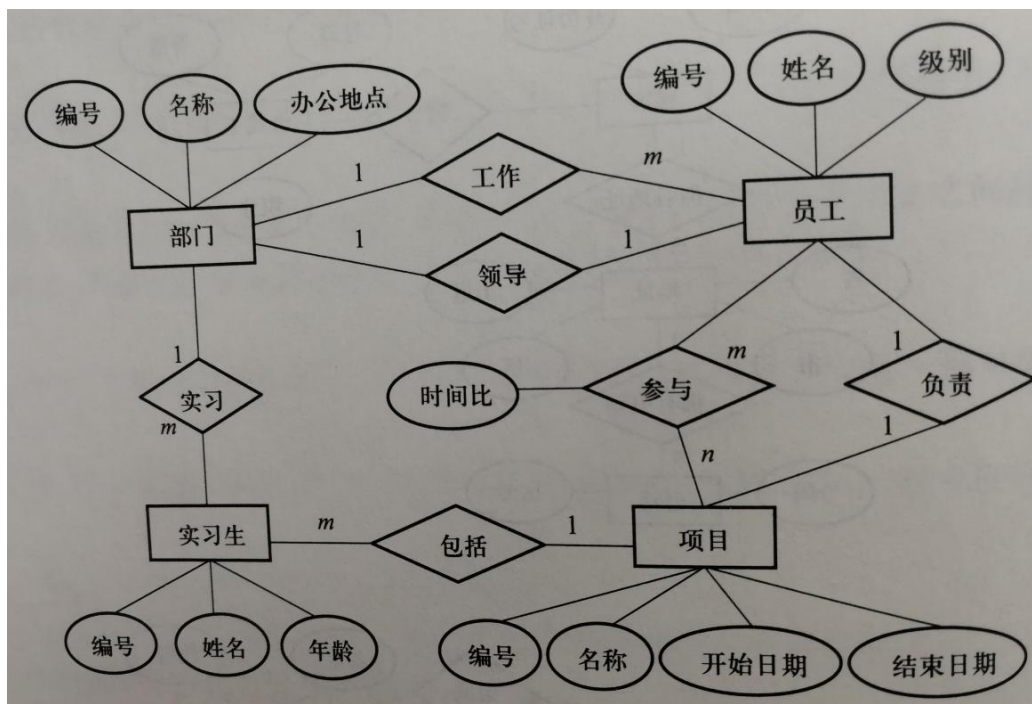 编号
名称
办公地点
编号
姓名
级别
1
工作
m
部门
员工
1
领导
1
1
实习
m
时间比
参与
m
1
负责
n
1
实习生
m
包括
1
项目
编号
姓名
年龄
编号
名称
开始日期
结束日期